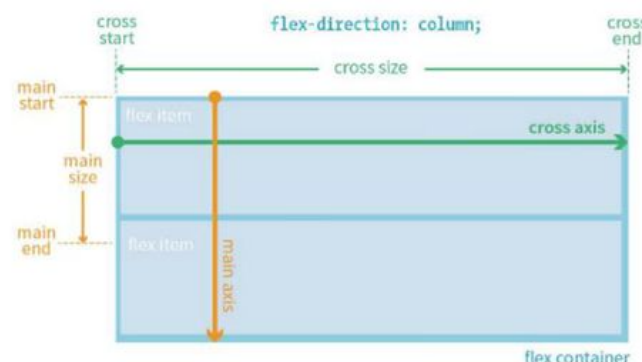 cross
start
flex-direction: column;
cross
end
cross size
main
start
flex item
cross axis
main
size
main
end
flex item
main axis
flex container